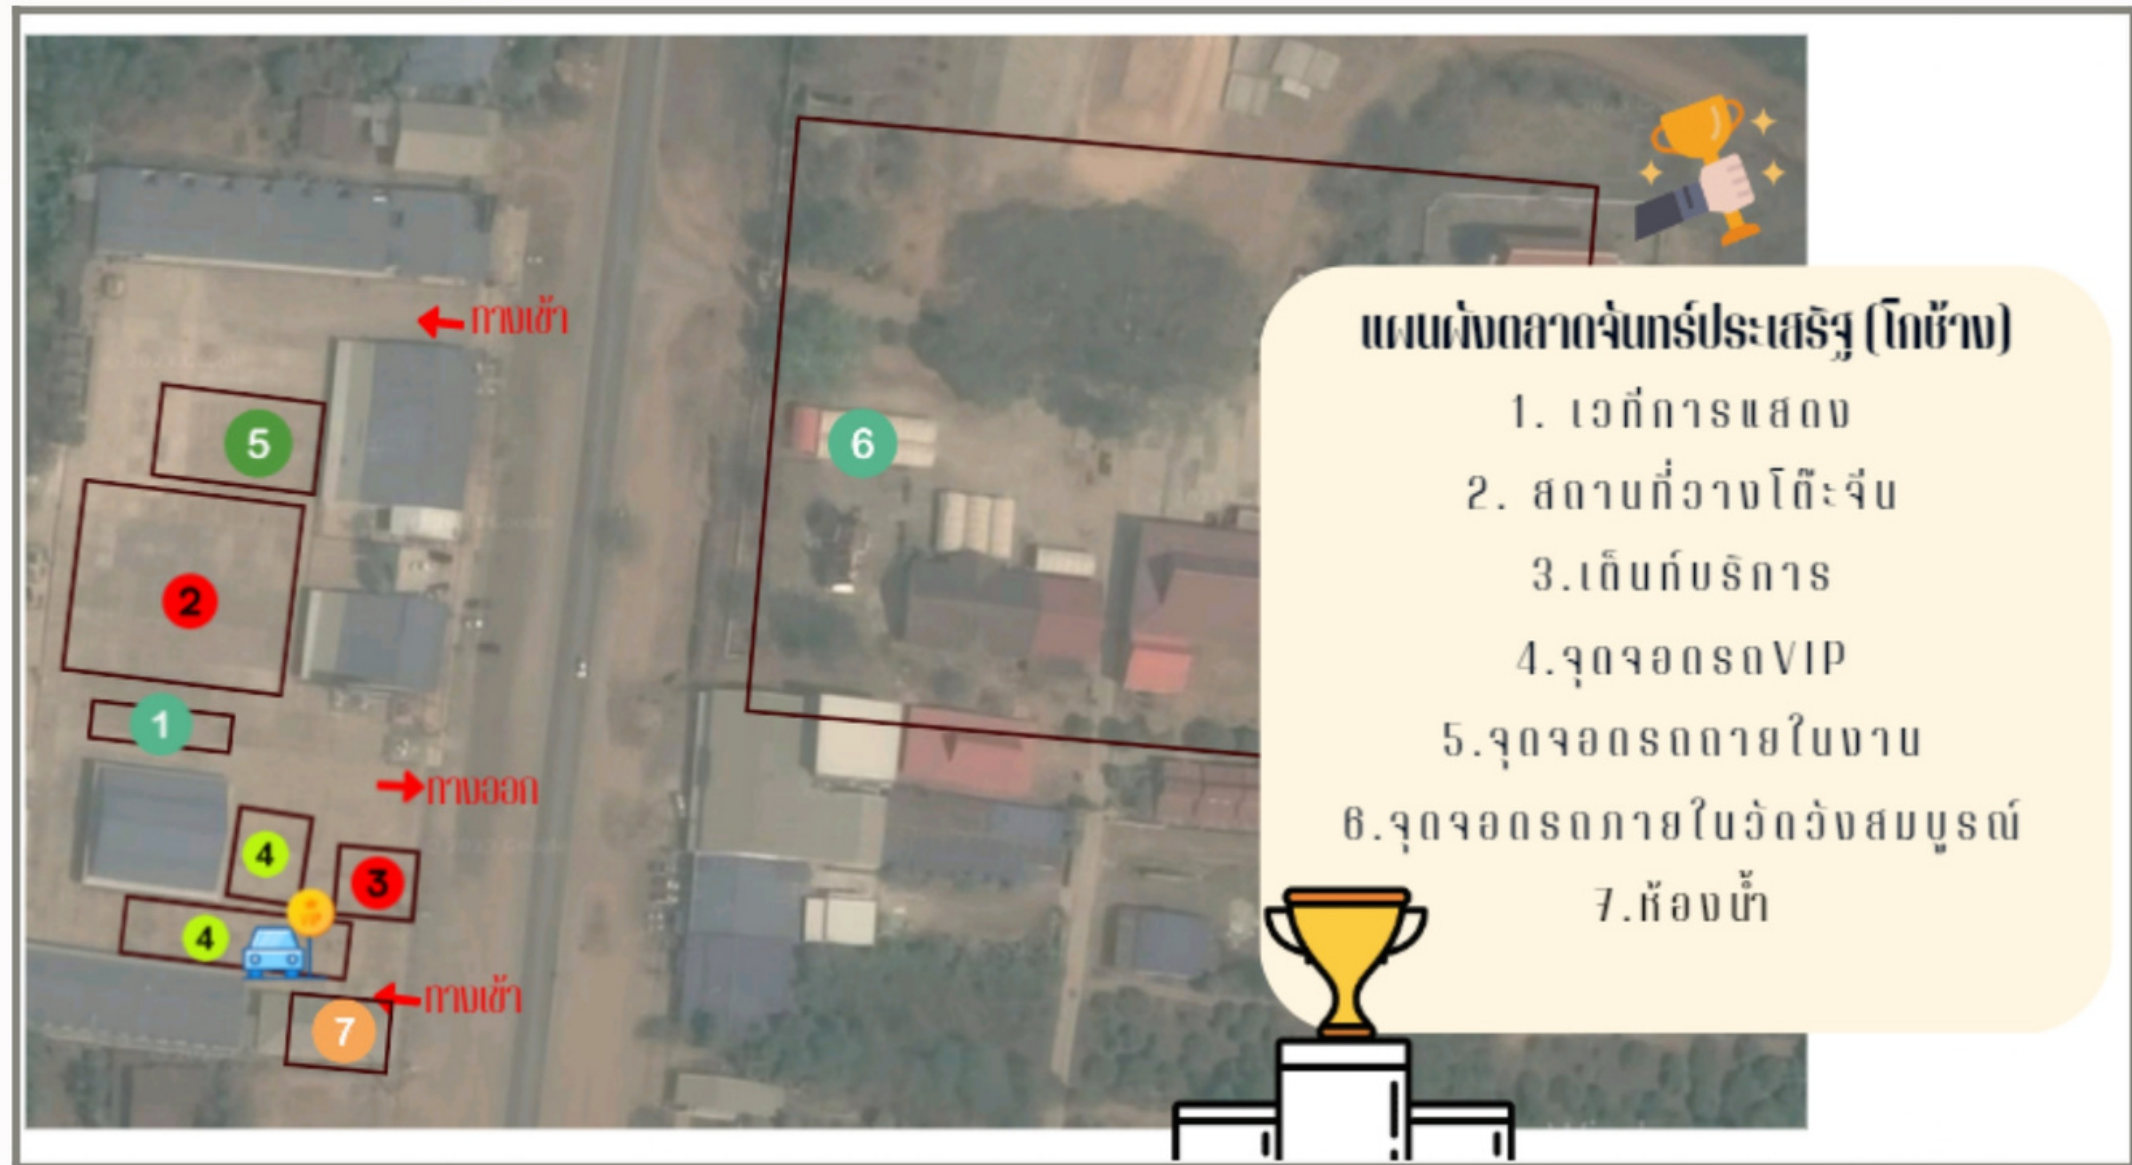 แผนผังตลาดจันทร์ประเสริฐ (โกช้าง)
1. เวทีการแสดง
2. สถานที่วางโต๊ะจีน
3.เต็นท์บริการ
4.จุดจอดรถVIP
5.จุดจอดรถถายในงาน
6.จุดจอดรถภายในวัดวังสมบูรณ์
7.ห้องน้ำ
ทางเข้า
5
6
2
1
ทางออก
4
3
4
ทางเข้า
7